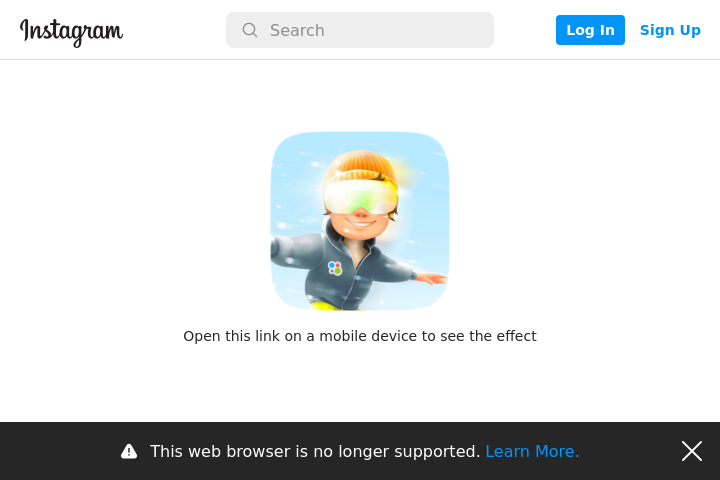 Instagram
Search
Log In
Sign Up
Open this link on a mobile device to see the effect
This web browser is no longer supported. Learn More.